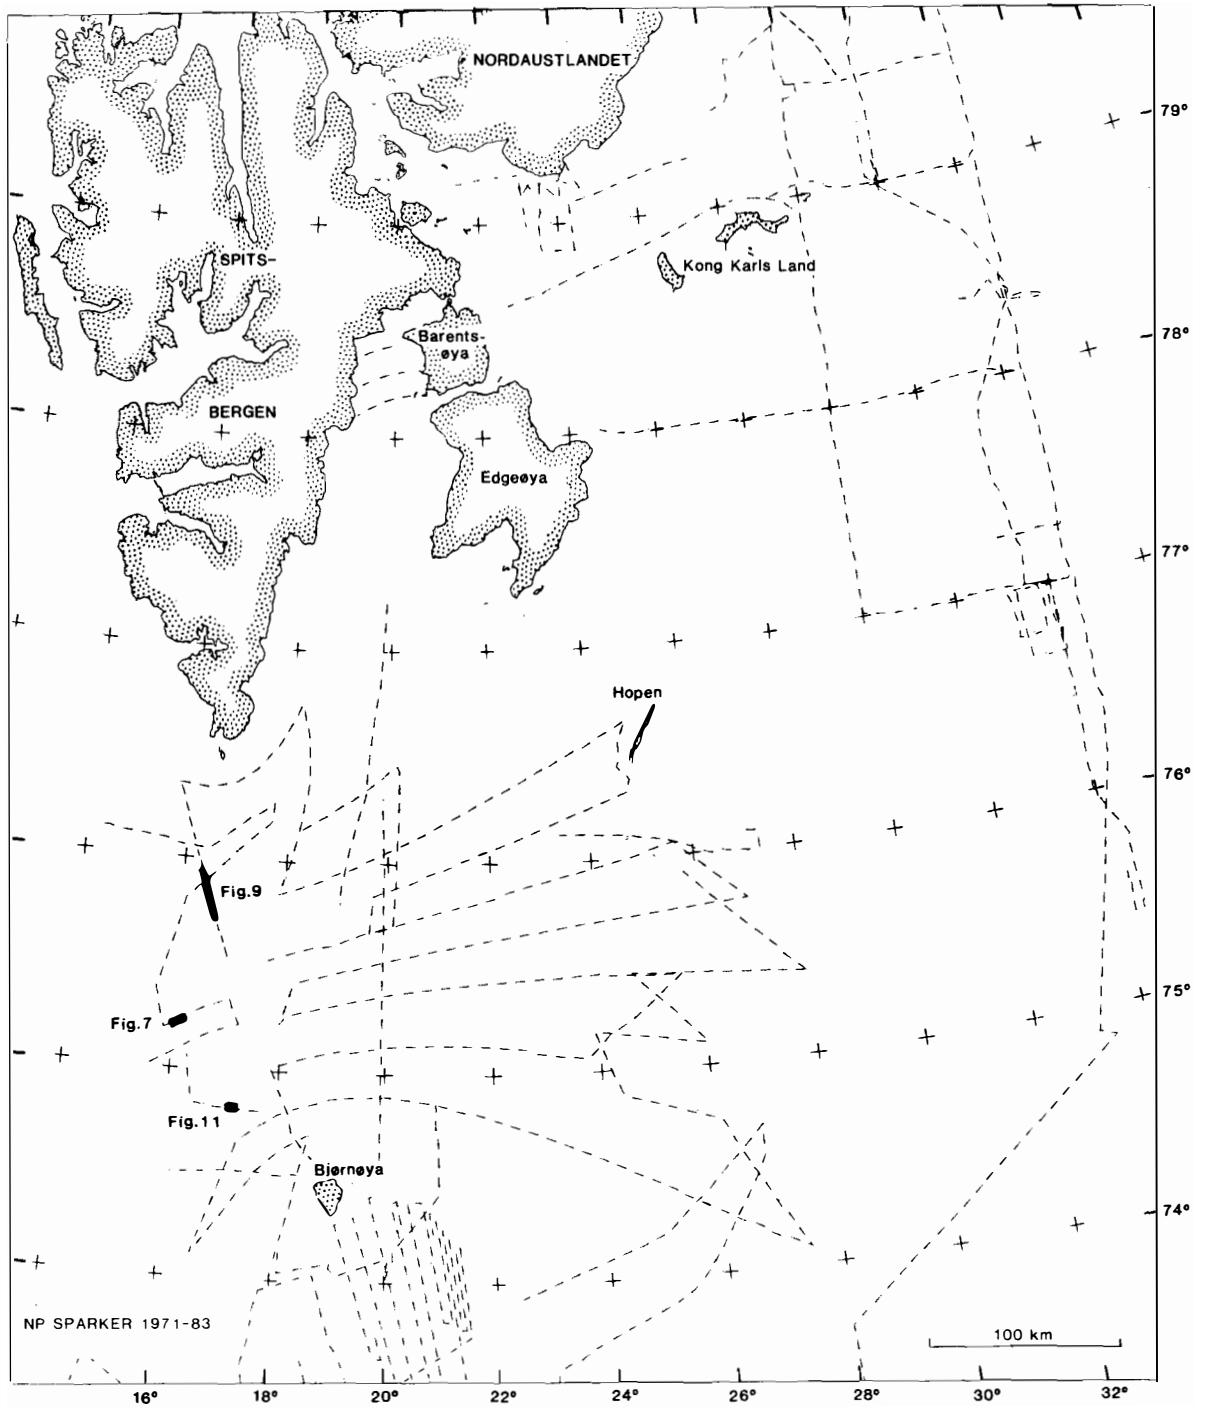 NORDAUSTLANDET
79°
SPITS-
Kong Karls Land
78°
Barents-
øya
BERGEN
Edgeøya
77°
Hopen
76°
Fig.9
75°
Fig.7
Fig.11
Bjørnøya
74°
NP SPARKER 1971-83
100 km
16°
18°
20°
22°
24°
26°
28°
30°
32°